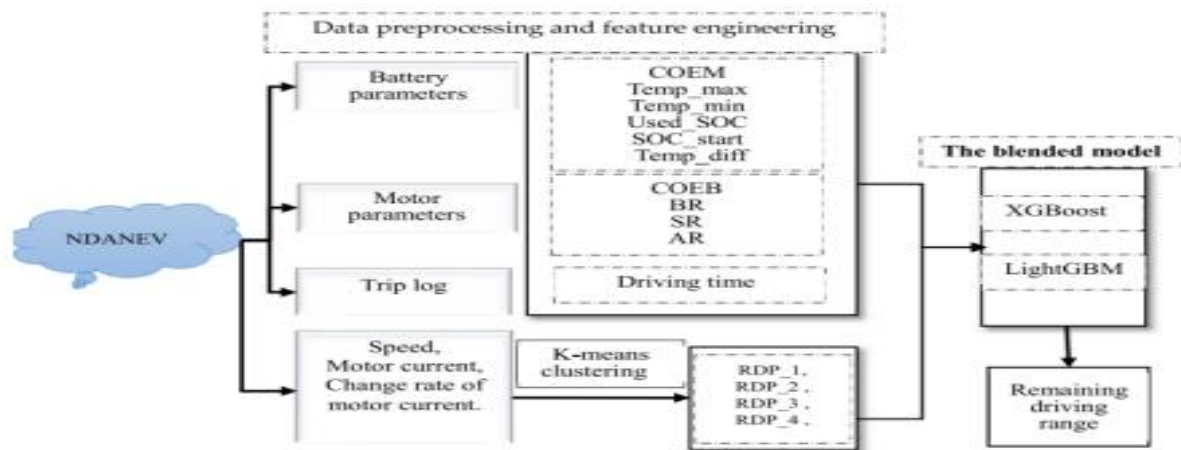 Data preprocessing and feature engineering
Battery
parameters
COEM
Temp_max
Temp_min
Used_SOC
SOC_start
Temp_diff
The blended model
Motor
parameters
COEB
BR
SR
AR
XGBoost
NDANEV
LightGBM
Trip log
Driving time
Speed,
Motor current,
Change rate of
motor current.
K-means
clustering
RDP_1,
RDP_2 ,
RDP_3 ,
RDP_4 ,
Remaining
driving
range